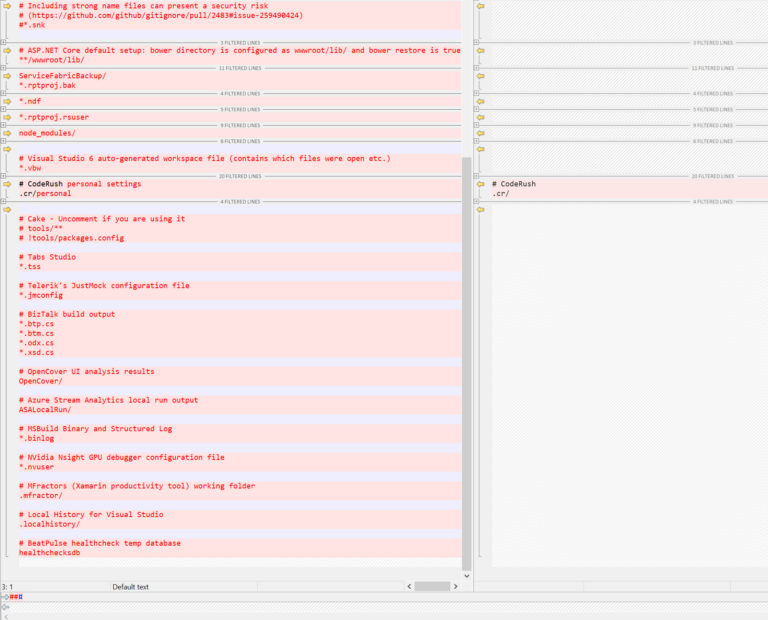 # Including strong name files can present a security risk
# (https://github.com/github/gitignore/pull/2483#issue-259490424)
#*.snk
3 FILTERED LINES
3 FILTERED LINES
# ASP.NET Core default setup: bower directory is configured as wwwroot/lib/ and bower restore is true
**/wwwroot/lib/
11 FILTERED LINES
11 FILTERED LINES
ServiceFabricBackup/
*.rptproj.bak
4 FILTERED LINES
4 FILTERED LINES
*.ndf
5 FILTERED LINES
5 FILTERED LINES
*.rptproj.rsuser
9 FILTERED LINES
9 FILTERED LINES
node_modules/
6 FILTERED LINES
6 FILTERED LINES
# Visual Studio 6 auto-generated workspace file (contains which files were open etc.)
*.vbw
20 FILTERED LINES
20 FILTERED LINES
# CodeRush personal settings
# CodeRush
.cr/personal
.cr/
4 FILTERED LINES
4 FILTERED LINES
# Cake - Uncomment if you are using it
# tools/**
# !tools/packages.config
# Tabs Studio
*.tss
# Telerik's JustMock configuration file
*.jmconfig
# BizTalk build output
*.btp.cs
*.btm.cs
*.odx.cs
*.xsd.cs
# OpenCover UI analysis results
OpenCover/
# Azure Stream Analytics local run output
ASALocalRun/
# MSBuild Binary and Structured Log
*.binlog
# NVidia Nsight GPU debugger configuration file
*.nvuser
# MFractors (Xamarin productivity tool) working folder
.mfractor/
# Local History for Visual Studio
.localhistory/
# BeatPulse healthcheck temp database
healthchecksdb
3: 1
Default text
###